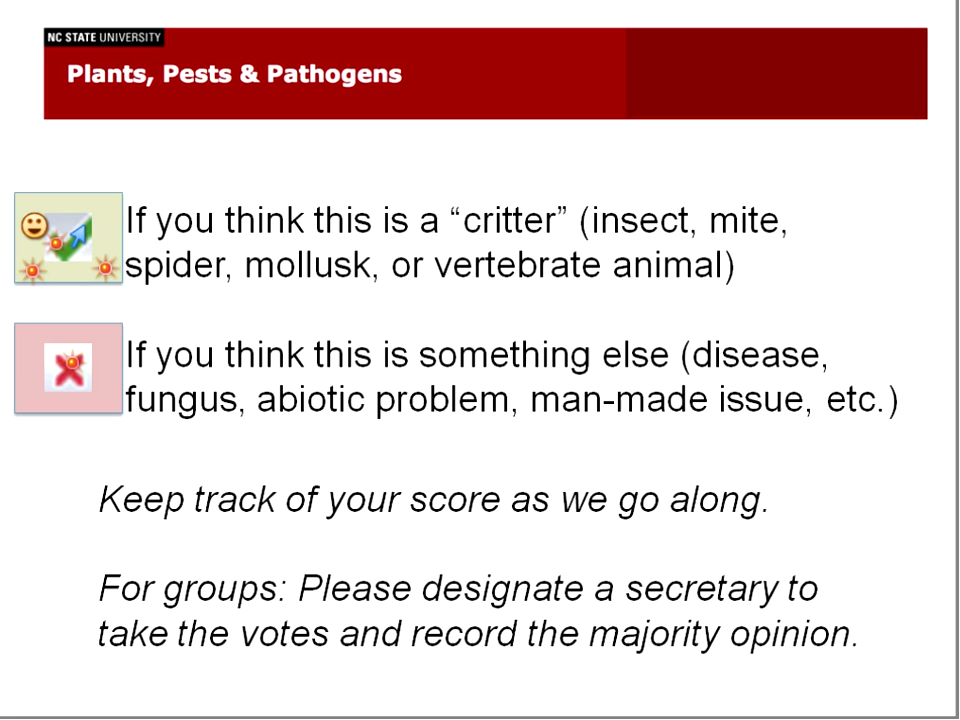 NC STATE UNIVERSITY
Plants, Pests & Pathogens
If you think this is a “critter” (insect, mite,
spider, mollusk, or vertebrate animal)
If you think this is something else (disease,
fungus, abiotic problem, man-made issue, etc.)
Keep track of your score as we go along.
For groups: Please designate a secretary to
take the votes and record the majority opinion.